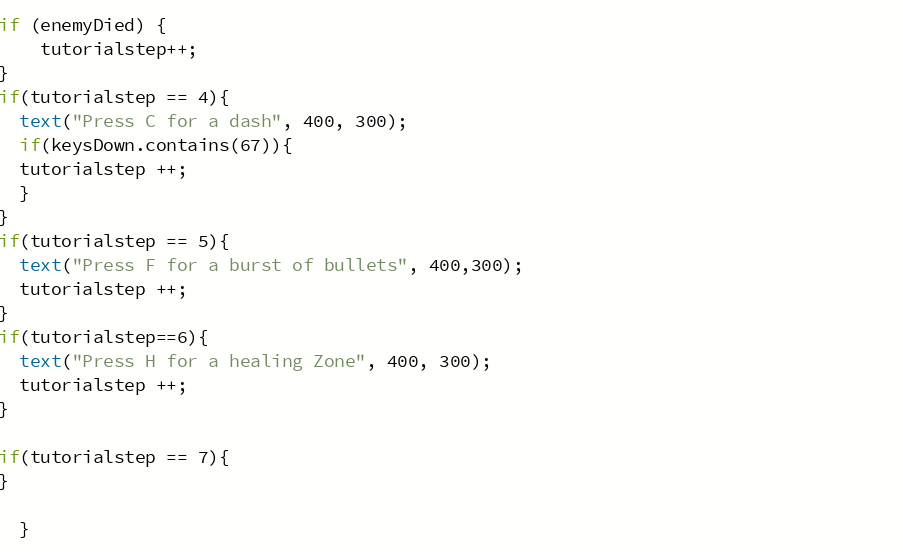 if (enemyDied) {
    tutorialstep++;
}
if(tutorialstep == 4){
  text("Press C for a dash", 400, 300);
  if(keysDown.contains(67)){
  tutorialstep ++;
  }
}
if(tutorialstep == 5){
  text("Press F for a burst of bullets", 400,300);
  tutorialstep ++;
}
if(tutorialstep==6){
  text("Press H for a healing Zone", 400, 300);
  tutorialstep ++;
}

if(tutorialstep == 7){
}

  }